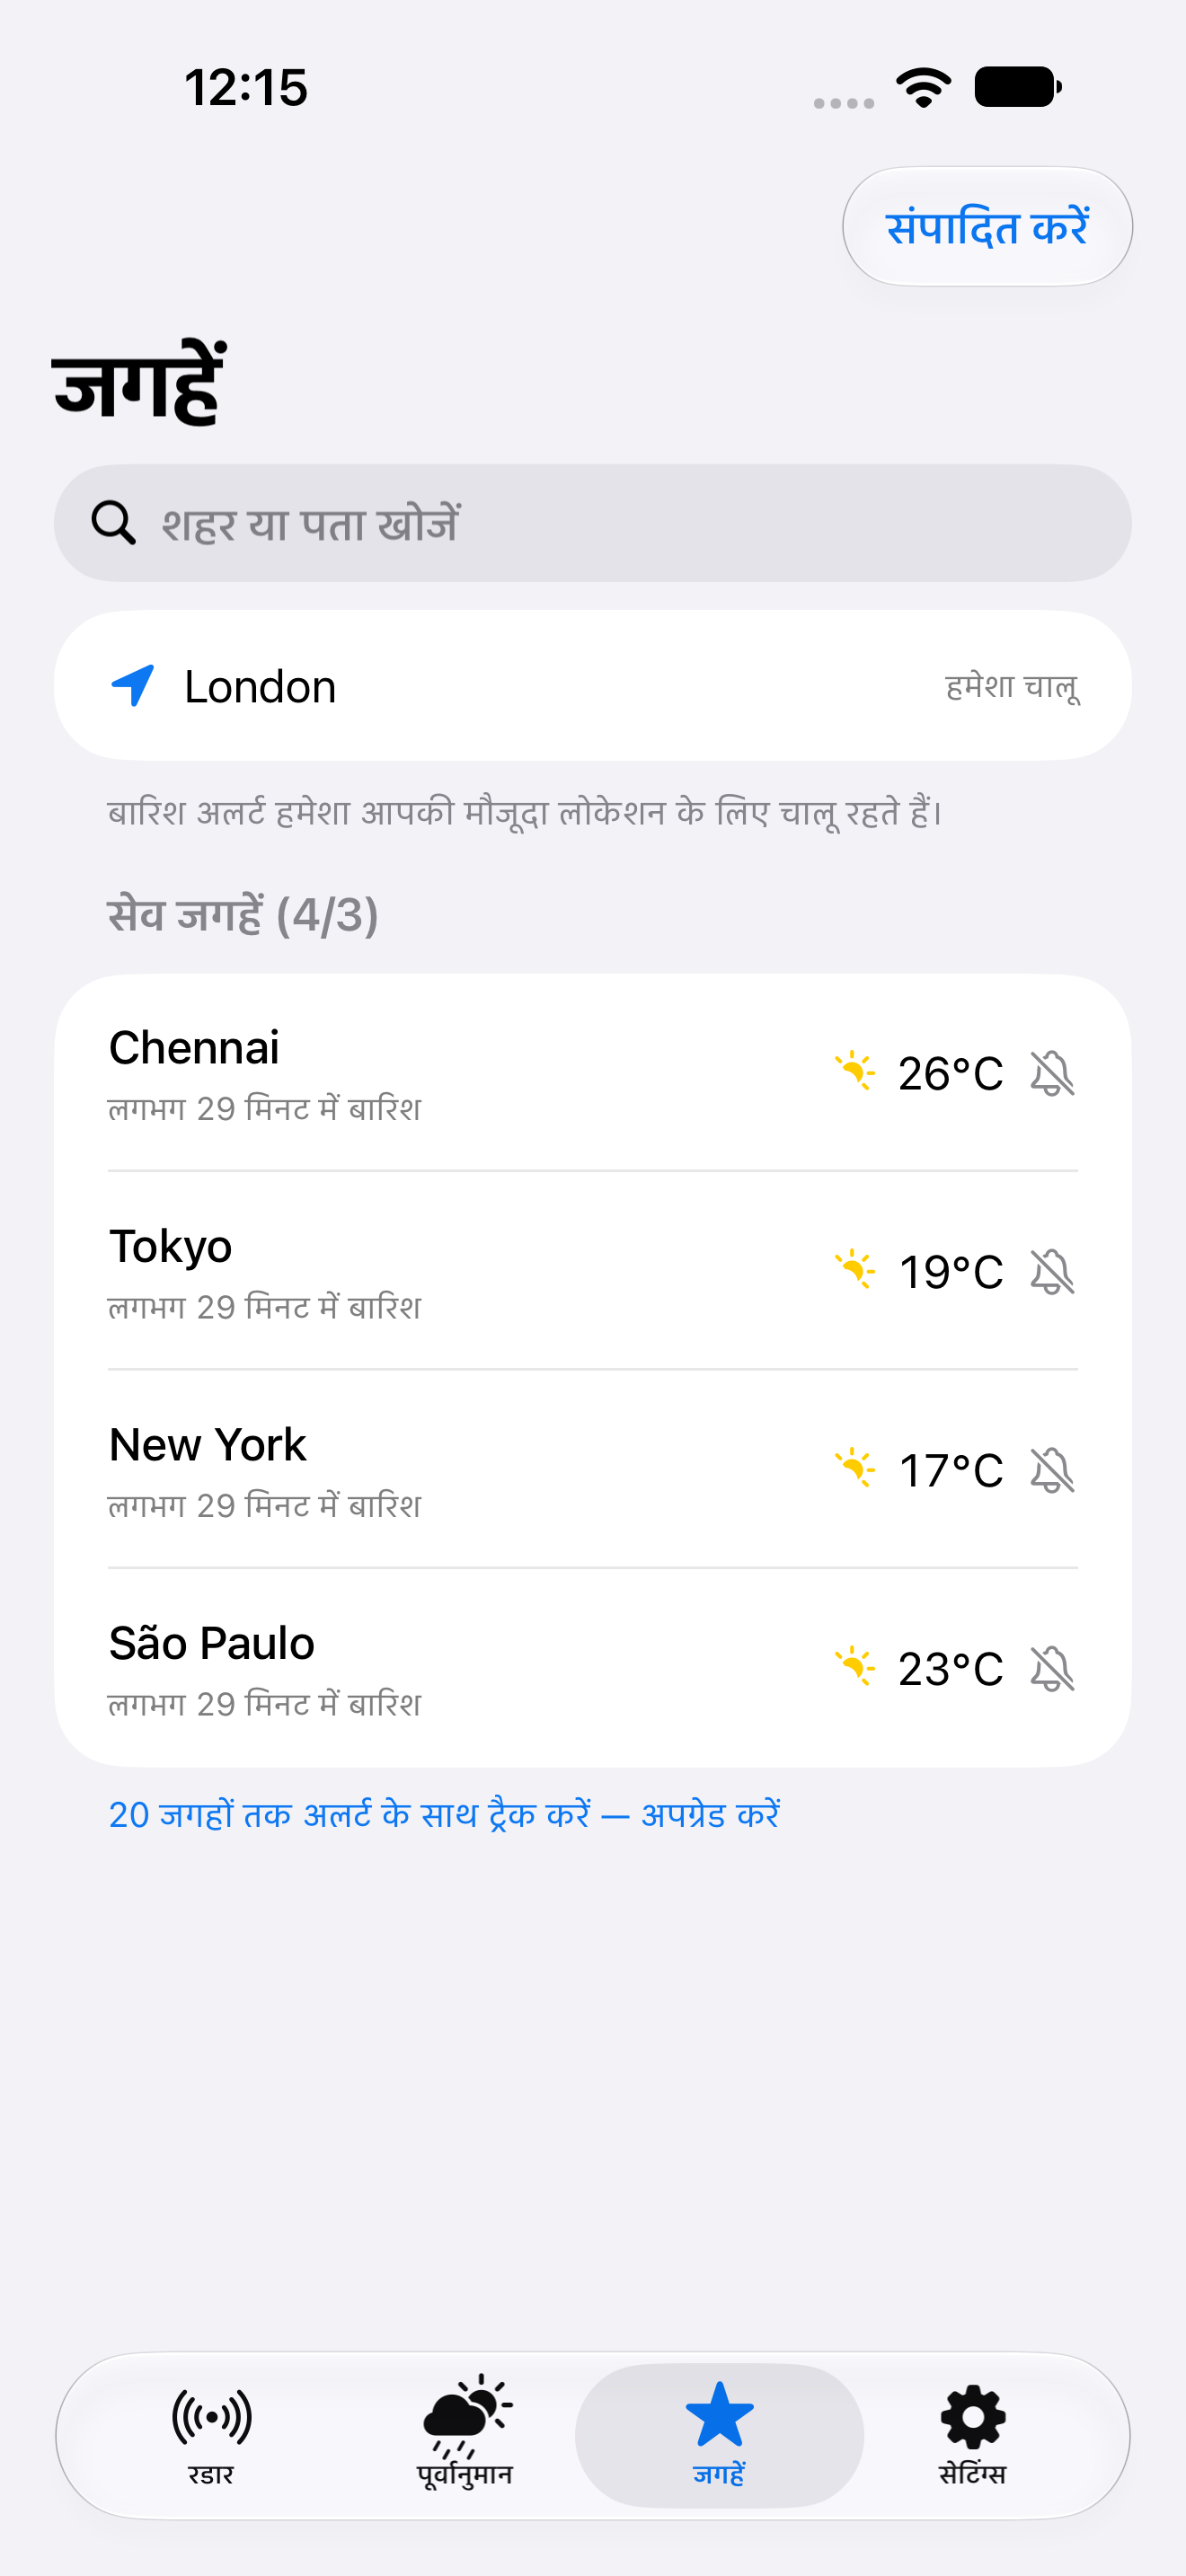 12:15
संपादित करें
जगहें
शहर या पता खोजें
London
हमेशा चालू
बारिश अलर्ट हमेशा आपकी मौजूदा लोकेशन के लिए चालू रहते हैं।
सेव जगहें (4/3)
Chennai
26°C
लगभग 29 मिनट में बारिश
Tokyo
19°C
लगभग 29 मिनट में बारिश
New York
17°C
लगभग 29 मिनट में बारिश
São Paulo
23°C
लगभग 29 मिनट में बारिश
20 जगहों तक अलर्ट के साथ ट्रैक करें — अपग्रेड करें
रडार
पूर्वानुमान
जगहें
सेटिंग्स